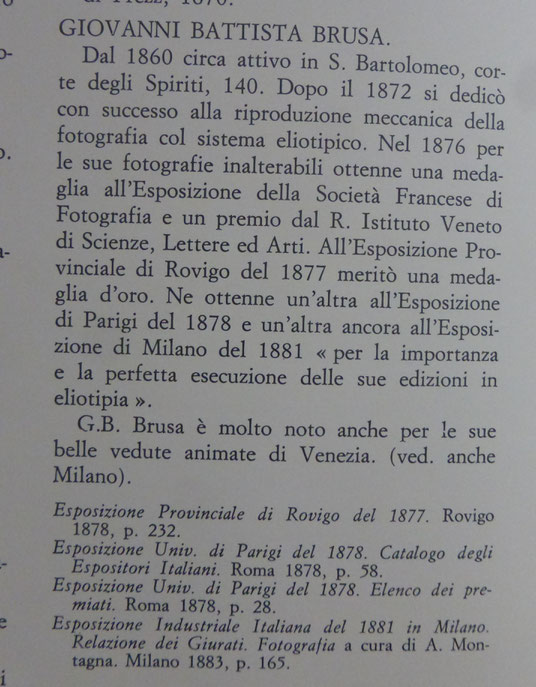 GIOVANNI BATTISTA BRUSA.
Dal 1860 circa attivo in S. Bartolomeo, cor-
te degli Spiriti, 140. Dopo il 1872 si dedicò
con successo alla riproduzione meccanica della
fotografia col sistema eliotipico. Nel 1876 per
le sue fotografie inalterabili ottenne una meda-
glia all'Esposizione della Società Francese di
Fotografia e un premio dal R. Istituto Veneto
di Scienze, Lettere ed Arti. All'Esposizione Pro-
vinciale di Rovigo del 1877 meritò una meda-
glia d'oro. Ne ottenne un'altra all'Esposizione
di Parigi del 1878 e un'altra ancora all'Esposi-
zione di Milano del 1881 « per la importanza
e la perfetta esecuzione delle sue edizioni in
eliotipia ».
G.B. Brusa è molto noto anche per le sue
belle vedute animate di Venezia. (ved. anche
Milano).
Esposizione Provinciale di Rovigo del 1877. Rovigo
1878, p. 232.
Esposizione Univ. di Parigi del 1878. Catalogo degli
Espositori Italiani. Roma 1878, p. 58.
Esposizione Univ. di Parigi del 1878. Elenco dei pre-
miati. Roma 1878, p. 28.
Esposizione Industriale Italiana del 1881 in Milano.
Relazione dei Giurati. Fotografia a cura di A. Mon-
tagna. Milano 1883, p. 165.